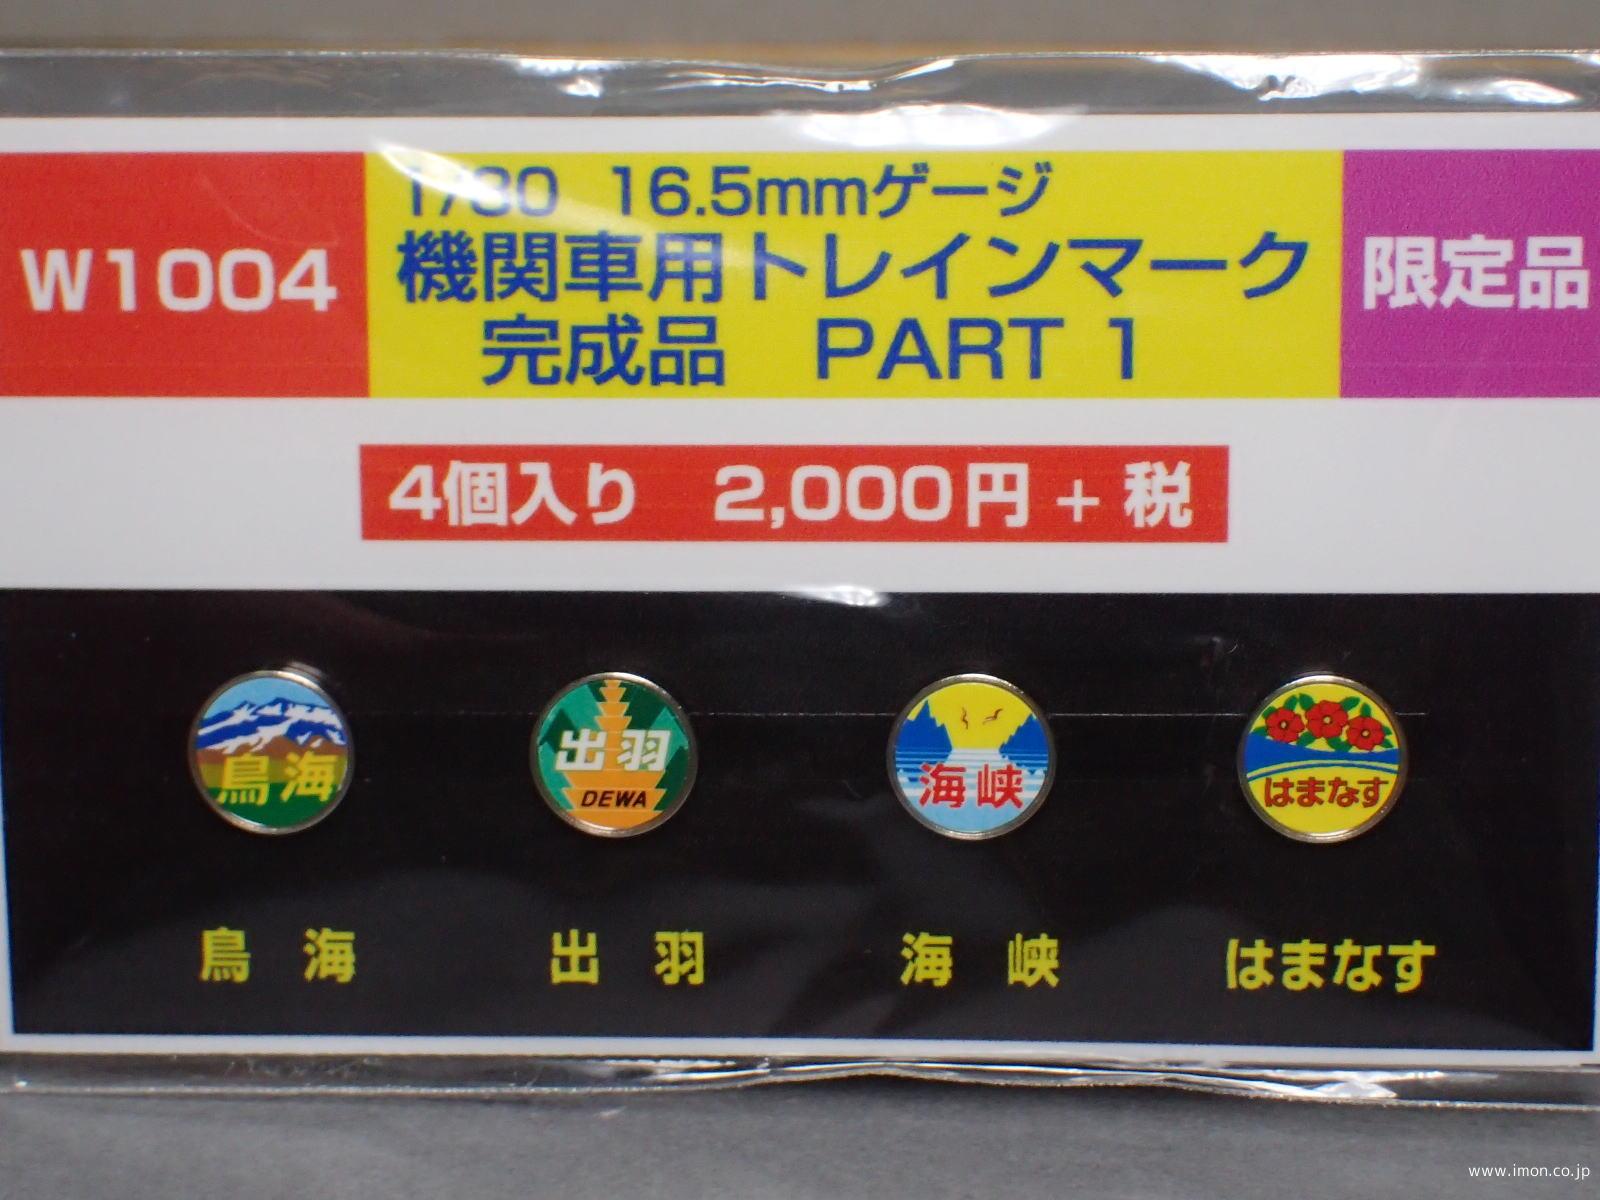 W1004
1/80 16.5mmゲージ
機関車用トレインマーク
完成品 PART 1
限定品
4個入り 2,000円 + 税
鳥海
出羽
DEWA
海峡
はまなす
鳥海
出羽
海峡
はまなす
www.imon.co.jp